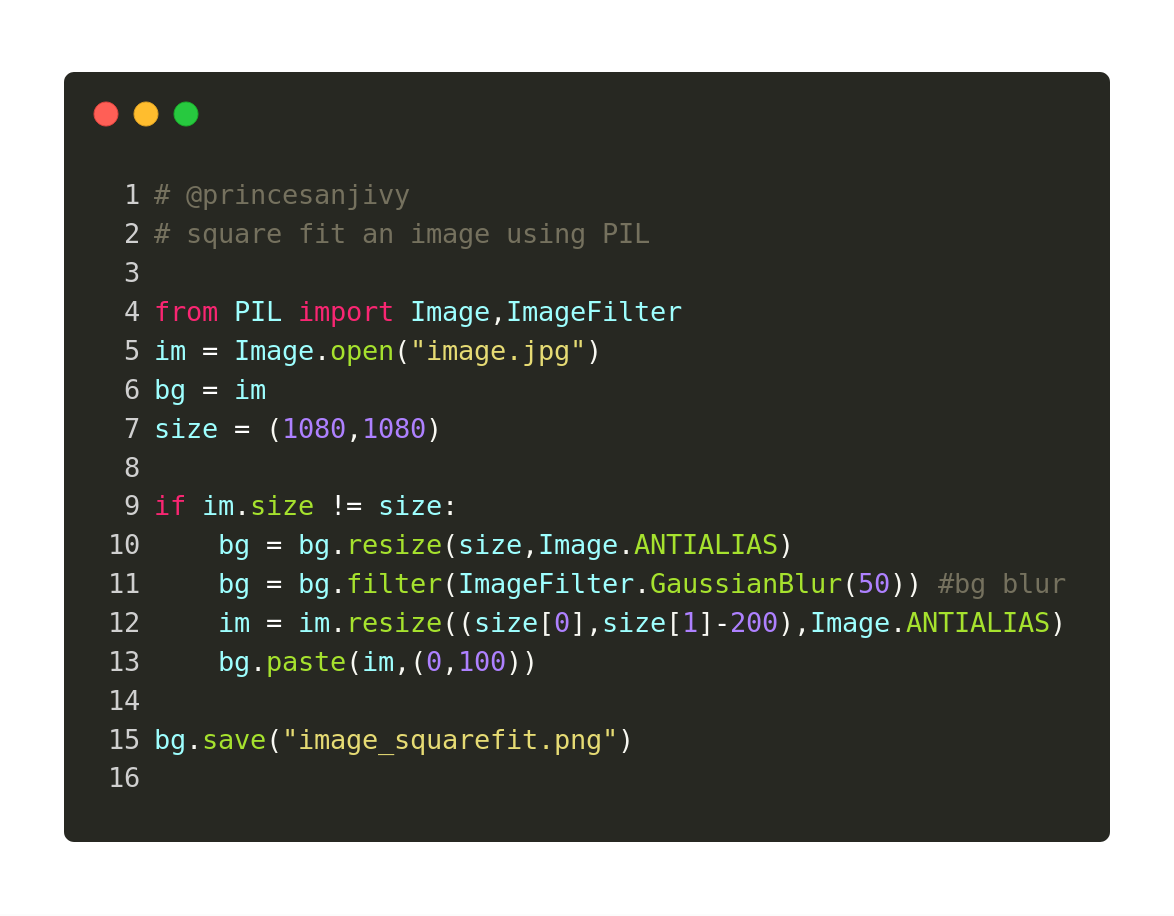 1 # @princesanjivy
2 # square fit an image using PIL
3
4 from PIL import Image,ImageFilter
5 im = Image.open("image.jpg")
6 bg = im
7 size = (1080,1080)
8
9 if im.size != size:
10     bg = bg.resize(size,Image.ANTIALIAS)
11     bg = bg.filter(ImageFilter.GaussianBlur(50)) #bg blur
12     im = im.resize((size[0],size[1]-200),Image.ANTIALIAS)
13     bg.paste(im,(0,100))
14
15 bg.save("image_squarefit.png")
16